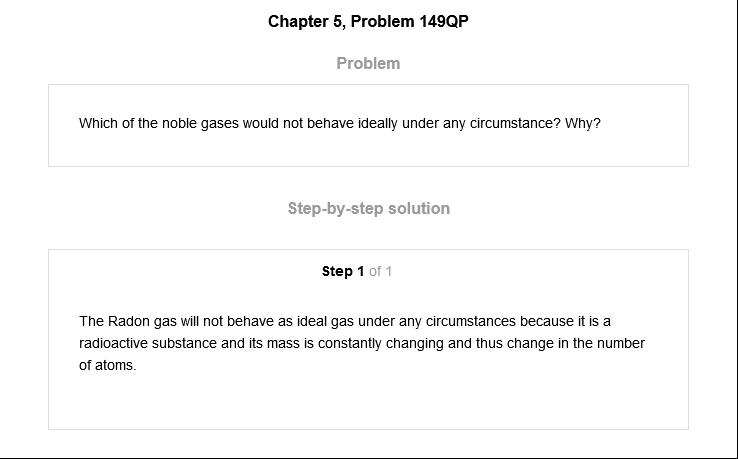 Chapter 5, Problem 149QP
Problem
Which of the noble gases would not behave ideally under any circumstance? Why?
Step-by-step solution
Step 1 of 1
The Radon gas will not behave as ideal gas under any circumstances because it is a
radioactive substance and its mass is constantly changing and thus change in the number
of atoms.